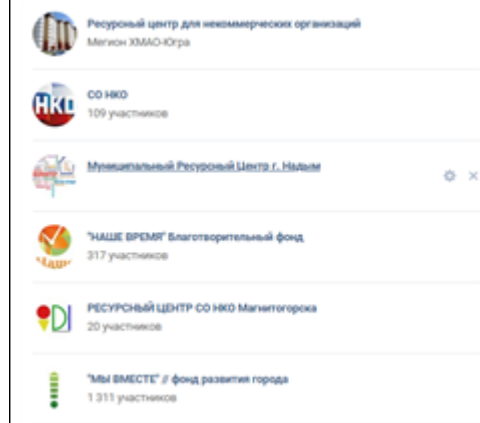 Ресурсный центр для некоммерческих организаций
Мегион ХМАО-Югра
НКО
СО НКО
109 участников
Муниципальный Ресурсный Центр г. Надым
"НАШЕ ВРЕМЯ" Благотворительный фонд
317 участников
РЕСУРСНЫЙ ЦЕНТР СО НКО Магнитогорска
20 участников
"МЫ ВМЕСТЕ" // фонд развития города
1 311 участников